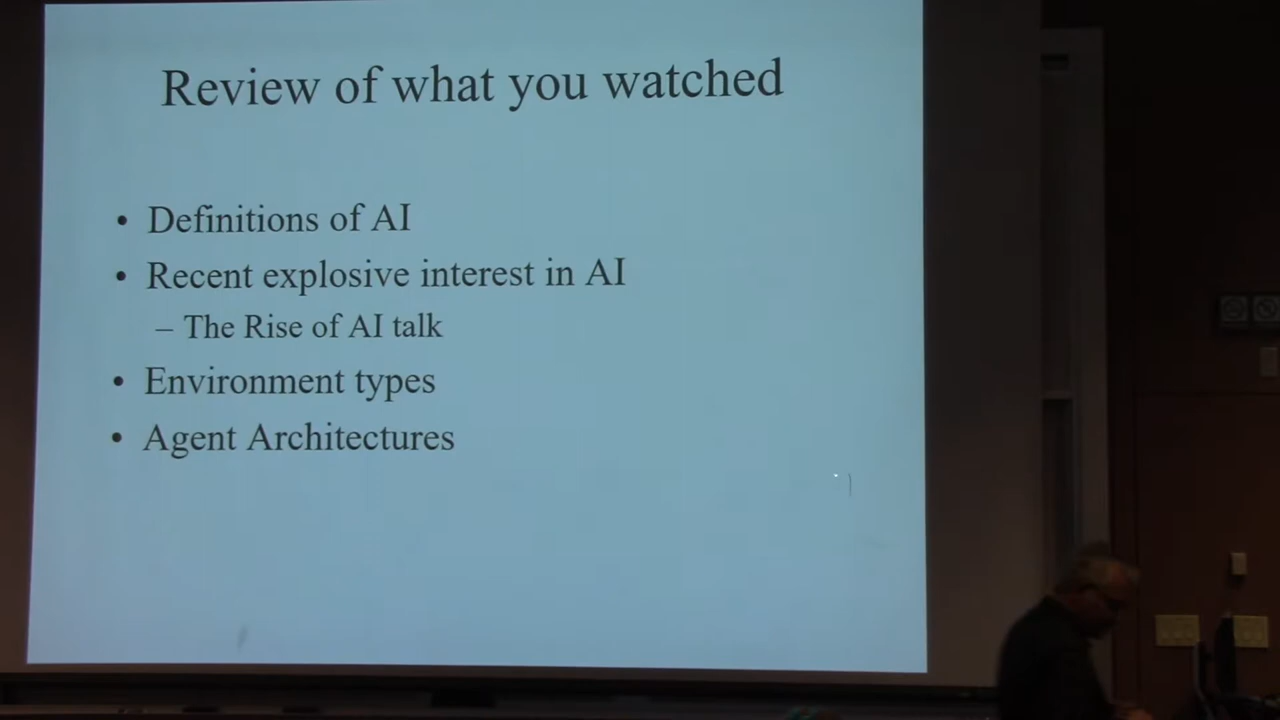 Review of what you watched
• Definitions of AI
• Recent explosive interest in AI
– The Rise of AI talk
• Environment types
• Agent Architectures